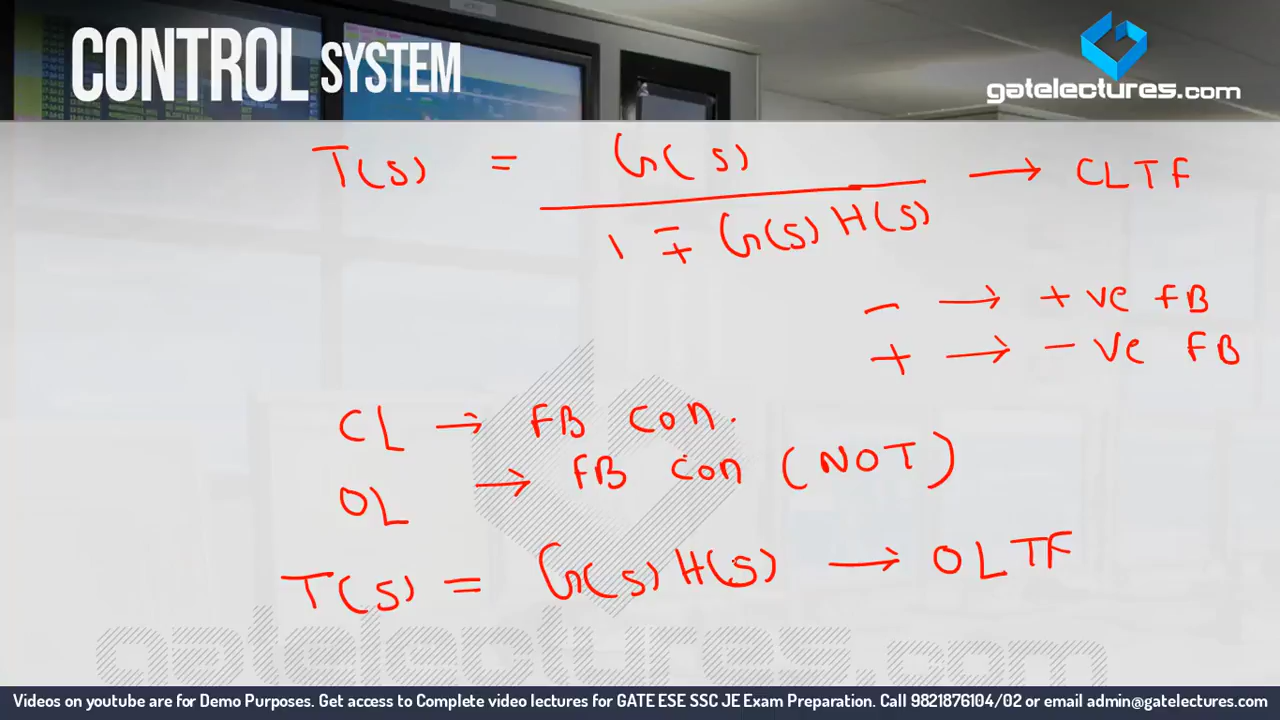 CONTROL SYSTEM
gatelectures.com
T(s) = G(s) / 1 ∓ G(s) H(s) → CLTF
− → + ve FB
+ → − ve FB
CL → FB con.
OL → FB con (NOT)
T(s) = G(s) H(s) → OLTF
gatelectures.com
Videos on youtube are for Demo Purposes. Get access to Complete video lectures for GATE ESE SSC JE Exam Preparation. Call 9821876104/02 or email admin@gatelectures.com